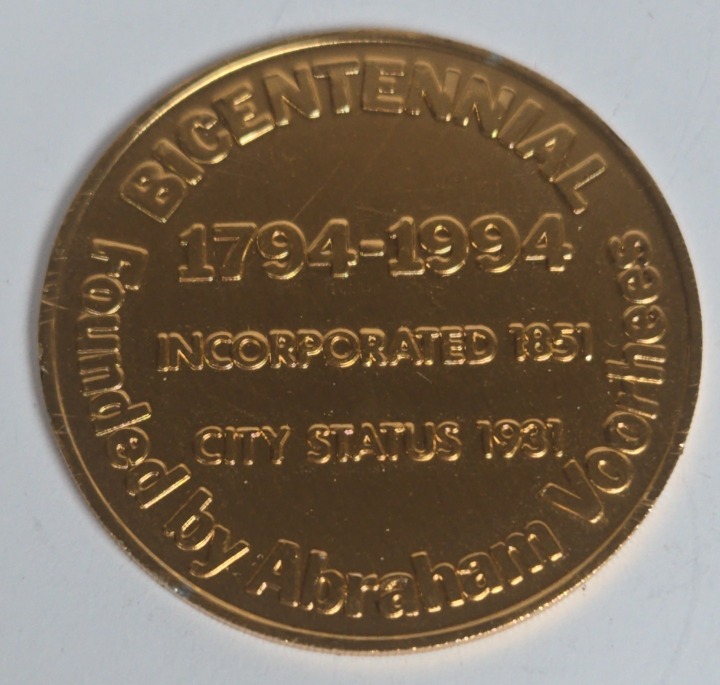 BICENTENNIAL
1794-1994
INCORPORATED 1851
CITY STATUS 1931
Founded by Abraham Voorhees